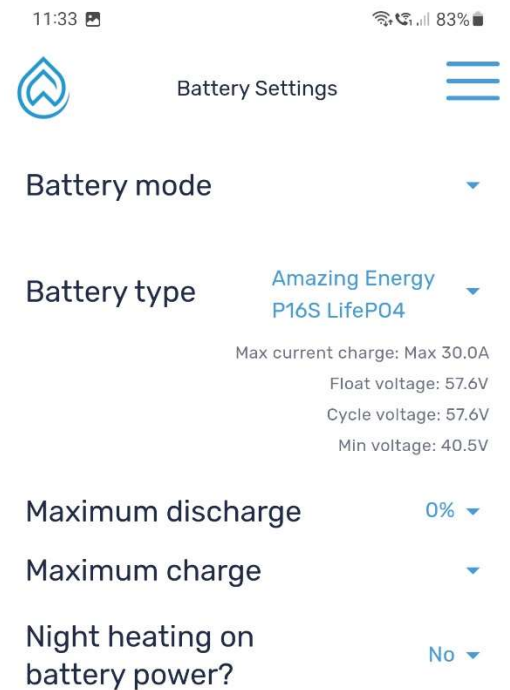 11:33 83%
Battery Settings
Battery mode
Battery type
Amazing Energy
P16S LifePO4
Max current charge: Max 30.0A
Float voltage: 57.6V
Cycle voltage: 57.6V
Min voltage: 40.5V
Maximum discharge 0%
Maximum charge
Night heating on
battery power?
No